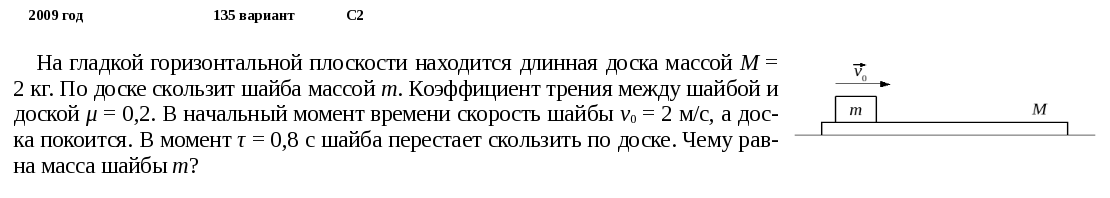 2009 год 135 вариант С2
На гладкой горизонтальной плоскости находится длинная доска массой M =
2 кг. По доске скользит шайба массой m. Коэффициент трения между шайбой и
доской μ = 0,2. В начальный момент времени скорость шайбы v₀ = 2 м/с, а дос-
ка покоится. В момент τ = 0,8 с шайба перестает скользить по доске. Чему рав-
на масса шайбы m?
v₀
m
M